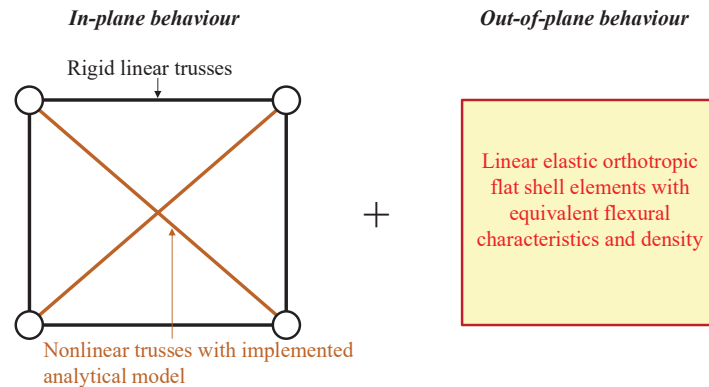 In-plane behaviour
Out-of-plane behaviour
Rigid linear trusses
+
Linear elastic orthotropic
flat shell elements with
equivalent flexural
characteristics and density
Nonlinear trusses with implemented
analytical model